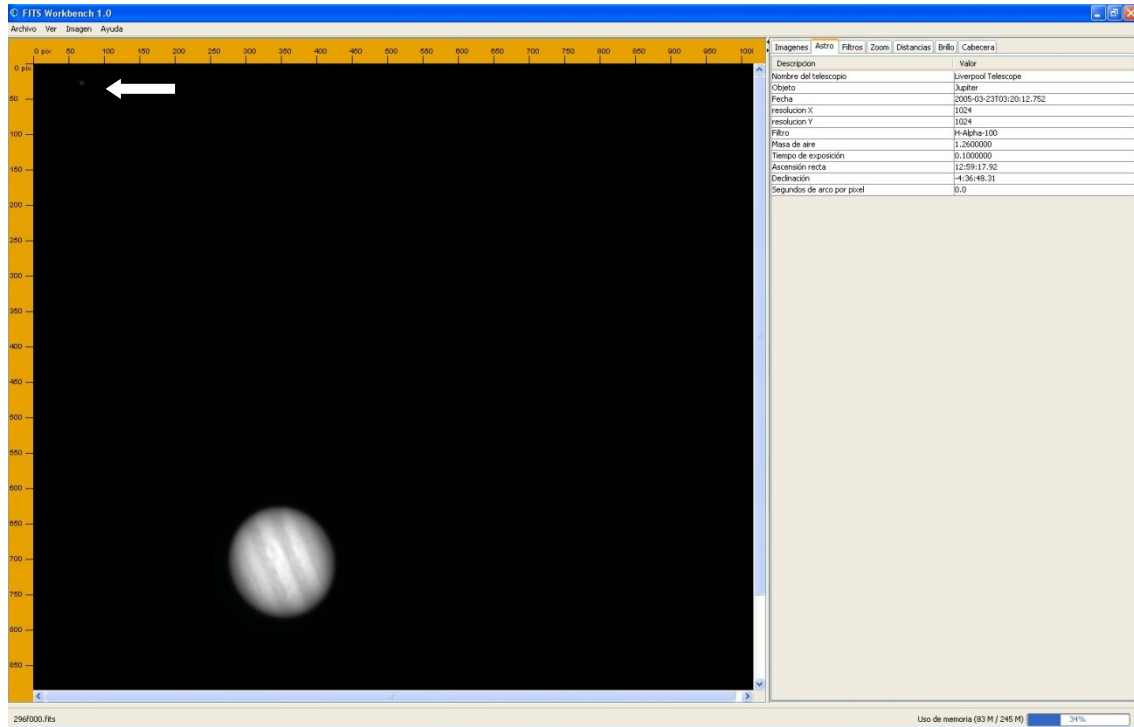 FITS Workbench 1.0
Archivo Ver Imagen Ayuda
0 pix 50 100 150 200 250 300 350 400 450 500 550 600 650 700 750 800 850 900 950 100
0 pix
50
100
150
200
250
300
350
400
450
500
550
600
650
700
750
800
850
Imagenes Astro Filtros Zoom Distancias Brillo Cabecera
Descripcion Valor
Nombre del telescopio Liverpool Telescope
Objeto Jupiter
Fecha 2005-03-23T03:20:12.752
resolucion X 1024
resolucion Y 1024
Filtro H-Alpha-100
Masa de aire 1.2600000
Tiempo de exposición 0.1000000
Ascensión recta 12:59:17.92
Declinación -4:36:48.31
Segundos de arco por pixel 0.0
296f000.fits
Uso de memoria (83 M / 245 M) 34%